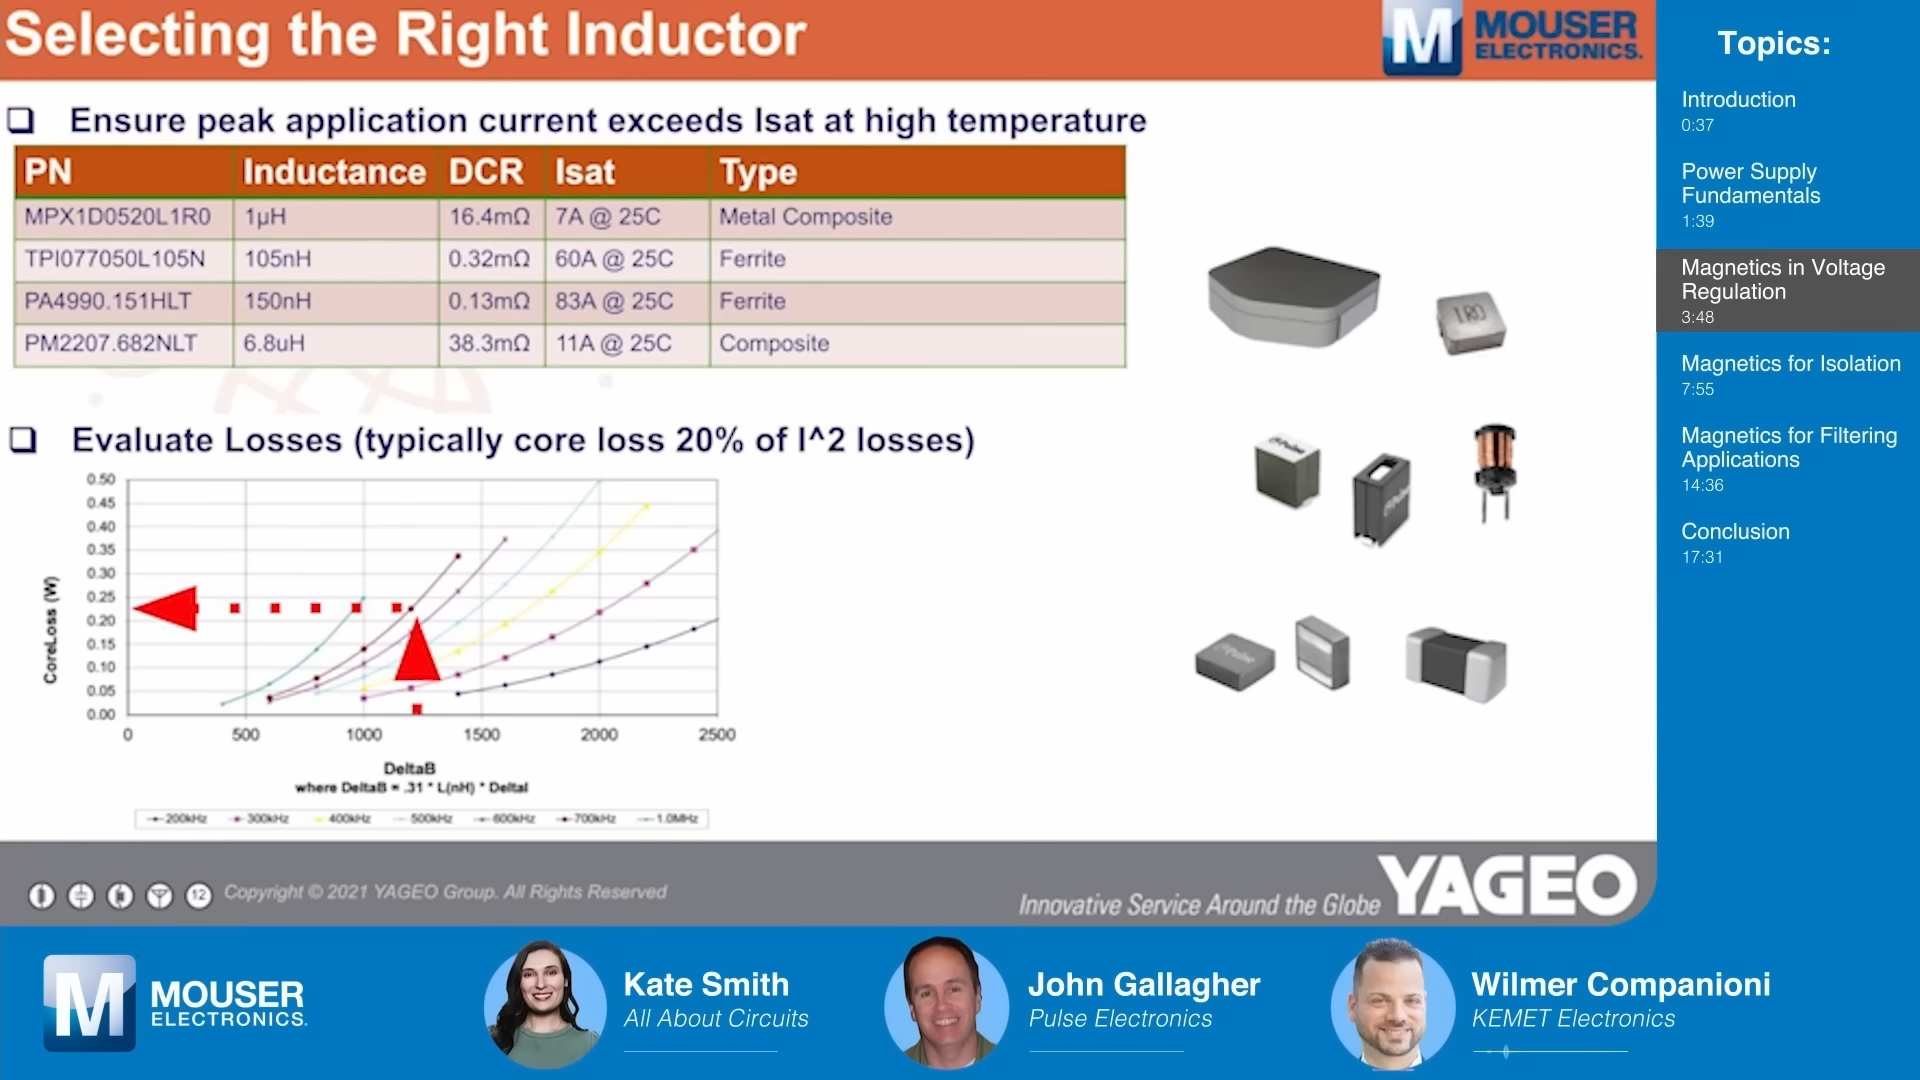 Selecting the Right Inductor
M MOUSER
ELECTRONICS.
Ensure peak application current exceeds Isat at high temperature
PN Inductance DCR Isat Type
MPX1D0520L1R0 1µH 16.4mΩ 7A @ 25C Metal Composite
TPI077050L105N 105nH 0.32mΩ 60A @ 25C Ferrite
PA4990.151HLT 150nH 0.13mΩ 83A @ 25C Ferrite
PM2207.682NLT 6.8uH 38.3mΩ 11A @ 25C Composite
1R0
Pulse
Evaluate Losses (typically core loss 20% of I^2 losses)
CoreLoss (W)
0.50
0.45
0.40
0.35
0.30
0.25
0.20
0.15
0.10
0.05
0.00
0 500 1000 1500 2000 2500
DeltaB
where DeltaB = .31 * L(nH) * DeltaI
200kHz 300kHz 400kHz 500kHz 600kHz 700kHz 1.0MHz
Pulse
12
Copyright © 2021 YAGEO Group. All Rights Reserved
Innovative Service Around the Globe YAGEO
Topics:
Introduction
0:37
Power Supply
Fundamentals
1:39
Magnetics in Voltage
Regulation
3:48
Magnetics for Isolation
7:55
Magnetics for Filtering
Applications
14:36
Conclusion
17:31
M MOUSER
ELECTRONICS.
Kate Smith
All About Circuits
John Gallagher
Pulse Electronics
Wilmer Companioni
KEMET Electronics